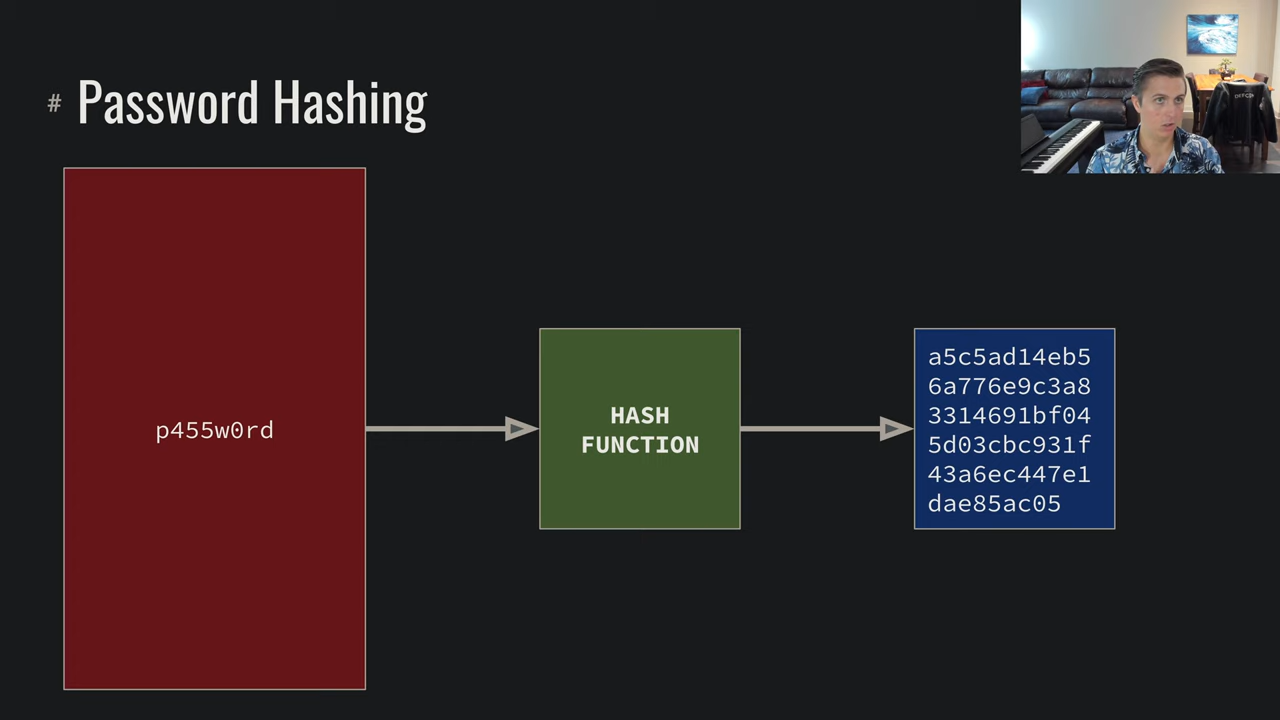 # Password Hashing
p455w0rd
HASH
FUNCTION
a5c5ad14eb5
6a776e9c3a8
3314691bf04
5d03cbc931f
43a6ec447e1
dae85ac05